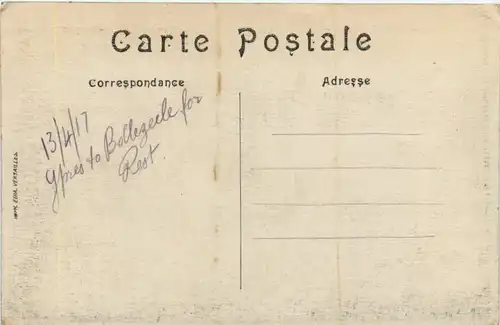 Carte Postale
Correspondance
Adresse
13/4/17
Ypres to Bollezeele for
Rest.